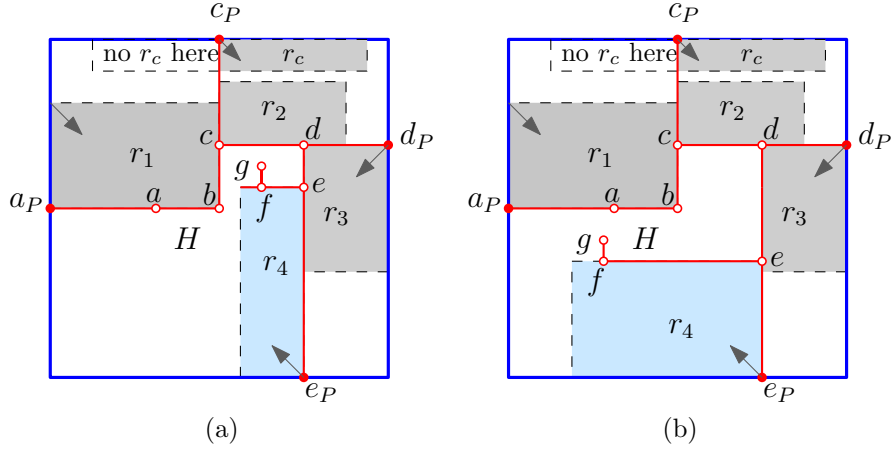 c_P c_P
no r_c here r_c no r_c here r_c
r_2 r_2
c d d_P c d d_P
r_1 r_1
g e
a_P a b f r_3 a_P a b r_3
H g H
r_4 f e
r_4
e_P e_P
(a) (b)